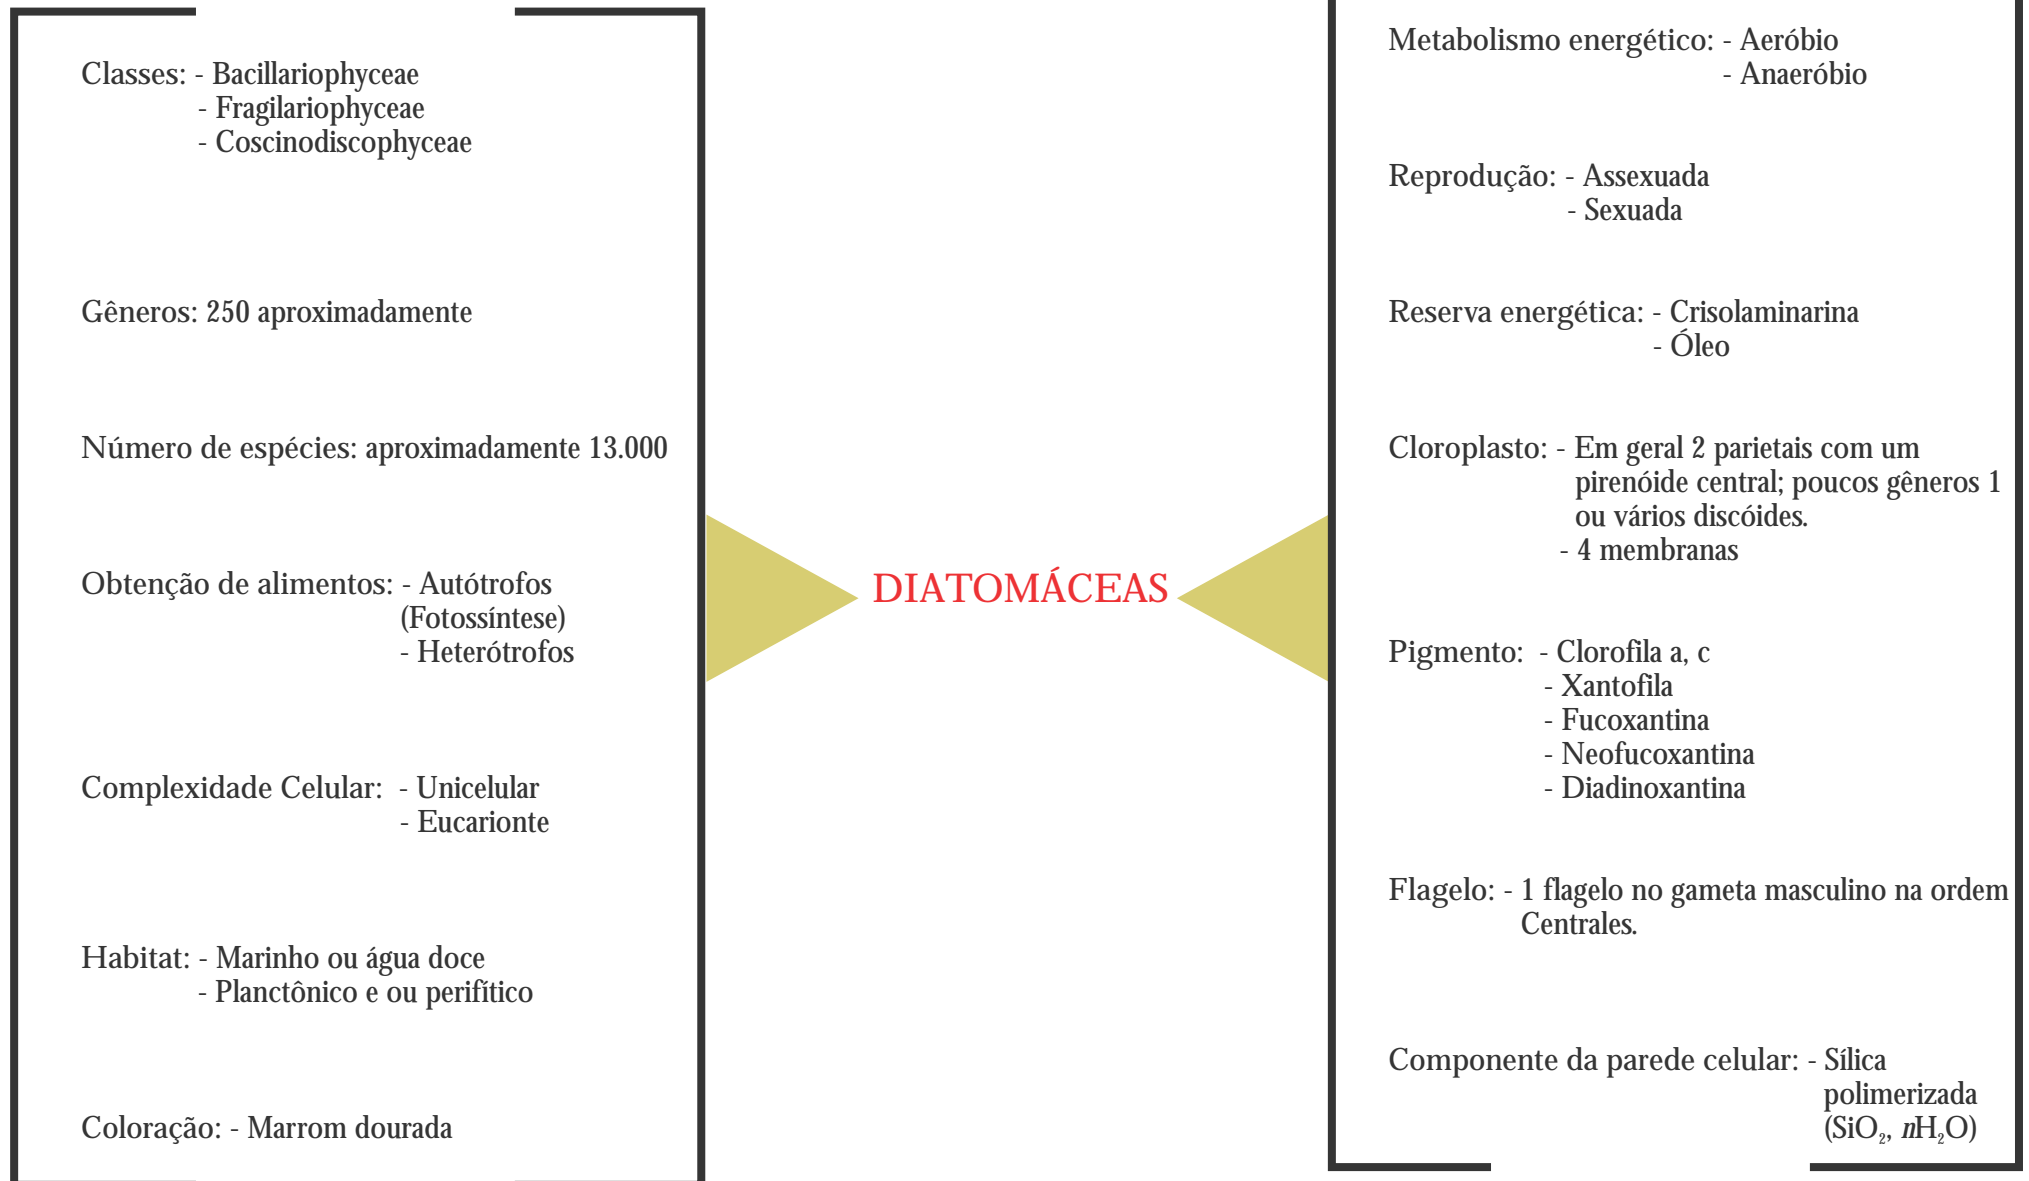 Classes: - Bacillariophyceae
- Fragilariophyceae
- Coscinodiscophyceae
Gêneros: 250 aproximadamente
Número de espécies: aproximadamente 13.000
Obtenção de alimentos: - Autótrofos
(Fotossíntese)
- Heterótrofos
Complexidade Celular: - Unicelular
- Eucarionte
Habitat: - Marinho ou água doce
- Planctônico e ou perifítico
Coloração: - Marrom dourada
DIATOMÁCEAS
Metabolismo energético: - Aeróbio
- Anaeróbio
Reprodução: - Assexuada
- Sexuada
Reserva energética: - Crisolaminarina
- Óleo
Cloroplasto: - Em geral 2 parietais com um
pirenóide central; poucos gêneros 1
ou vários discóides.
- 4 membranas
Pigmento: - Clorofila a, c
- Xantofila
- Fucoxantina
- Neofucoxantina
- Diadinoxantina
Flagelo: - 1 flagelo no gameta masculino na ordem
Centrales.
Componente da parede celular: - Sílica
polimerizada
(SiO₂, nH₂O)